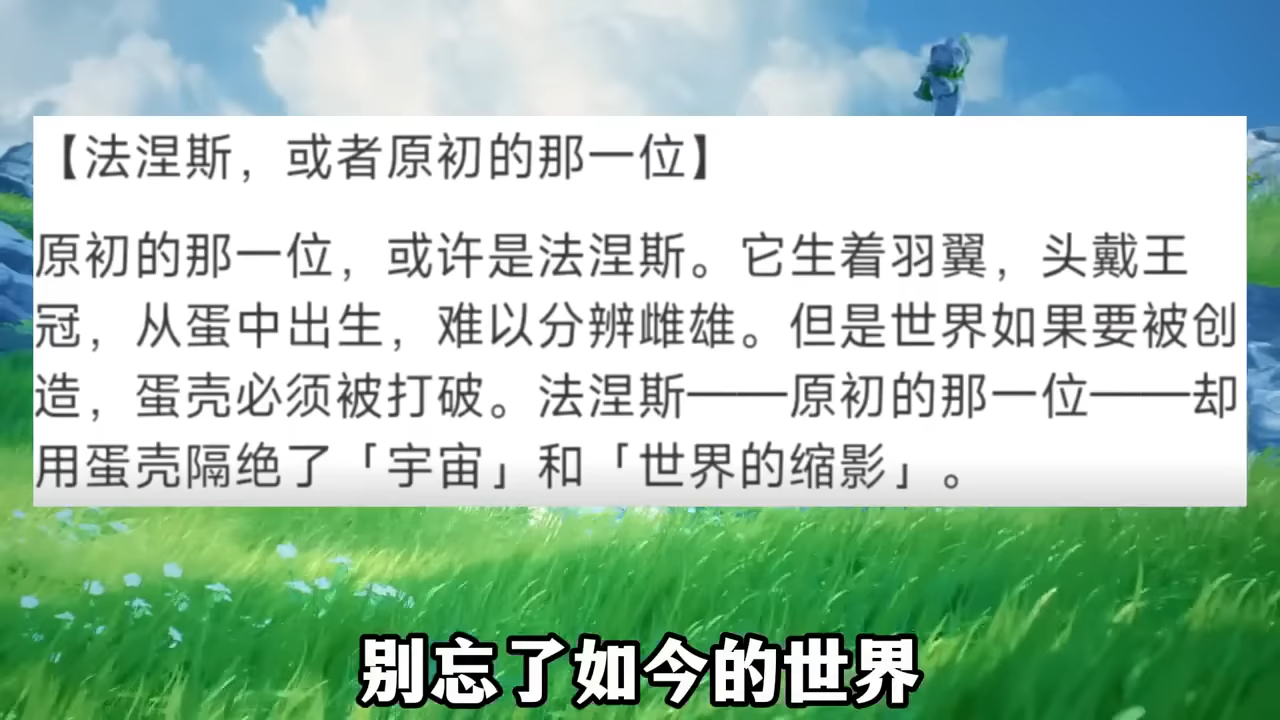 【法涅斯，或者原初的那一位】
原初的那一位，或许是法涅斯。它生着羽翼，头戴王
冠，从蛋中出生，难以分辨雌雄。但是世界如果要被创
造，蛋壳必须被打破。法涅斯——原初的那一位——却
用蛋壳隔绝了「宇宙」和「世界的缩影」。
别忘了如今的世界